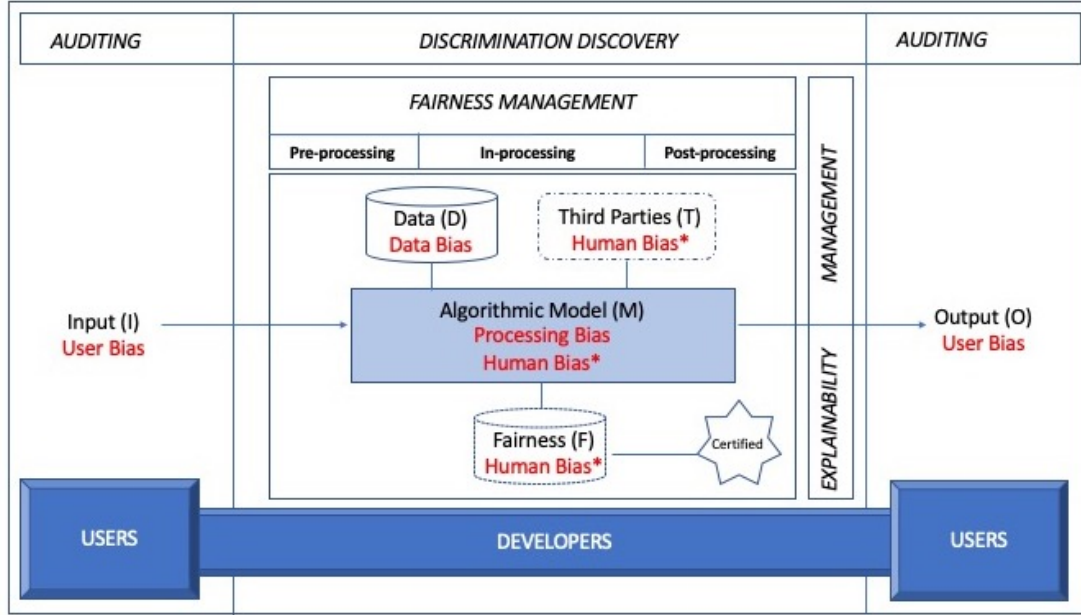 AUDITING
DISCRIMINATION DISCOVERY
AUDITING
FAIRNESS MANAGEMENT
Pre-processing
In-processing
Post-processing
Data (D)
Data Bias
Third Parties (T)
Human Bias*
Input (I)
User Bias
Algorithmic Model (M)
Processing Bias
Human Bias*
Fairness (F)
Human Bias*
Certified
EXPLAINABILITY MANAGEMENT
Output (O)
User Bias
USERS
DEVELOPERS
USERS